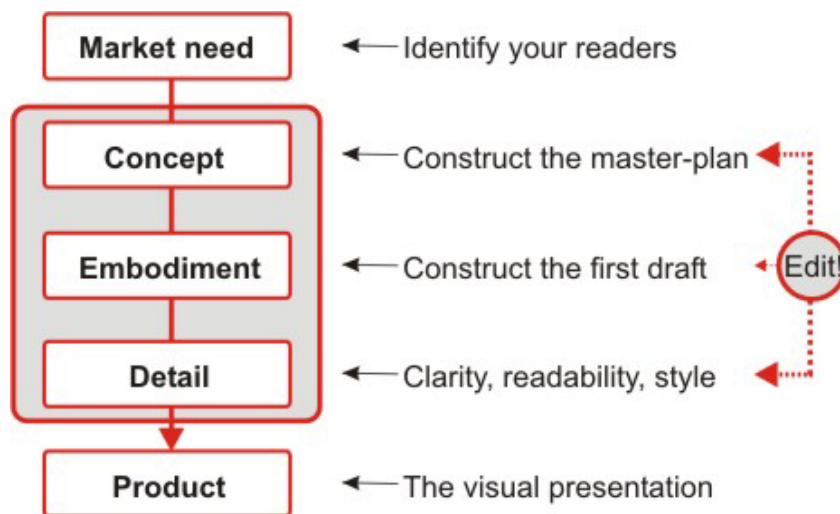 Market need
Identify your readers
Concept
Construct the master-plan
Embodiment
Construct the first draft
Edit!
Detail
Clarity, readability, style
Product
The visual presentation